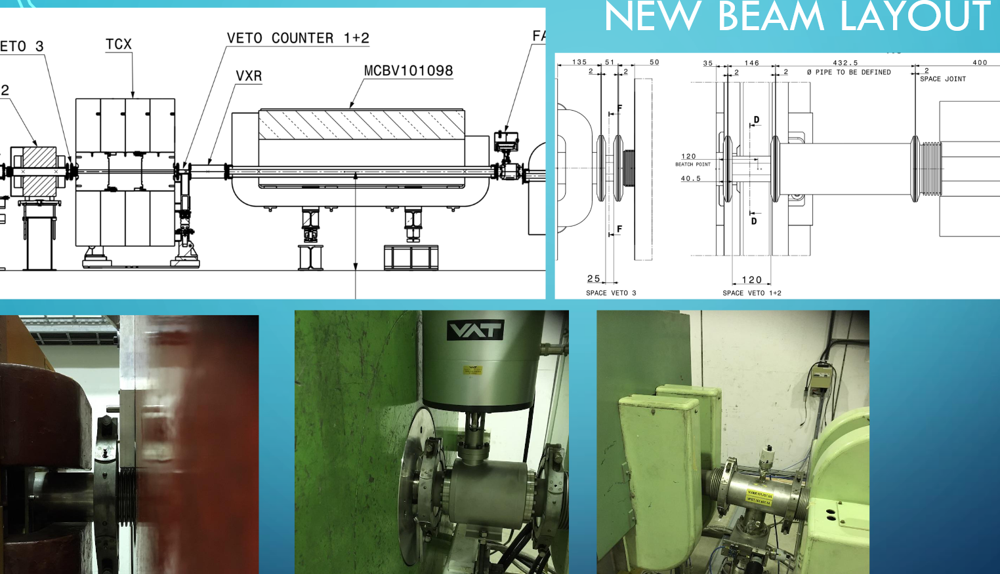 NEW BEAM LAYOUT
ETO 3
TCX
VETO COUNTER 1+2
2
VXR
MCBV101098
135
51
50
2
2
F
F
25
SPACE VETO 3
35
146
432.5
400
2
2
Ø PIPE TO BE DEFINED
2
SPACE JOINT
D
D
120
BEATCH POINT
40.5
120
SPACE VETO 1+2
VAT